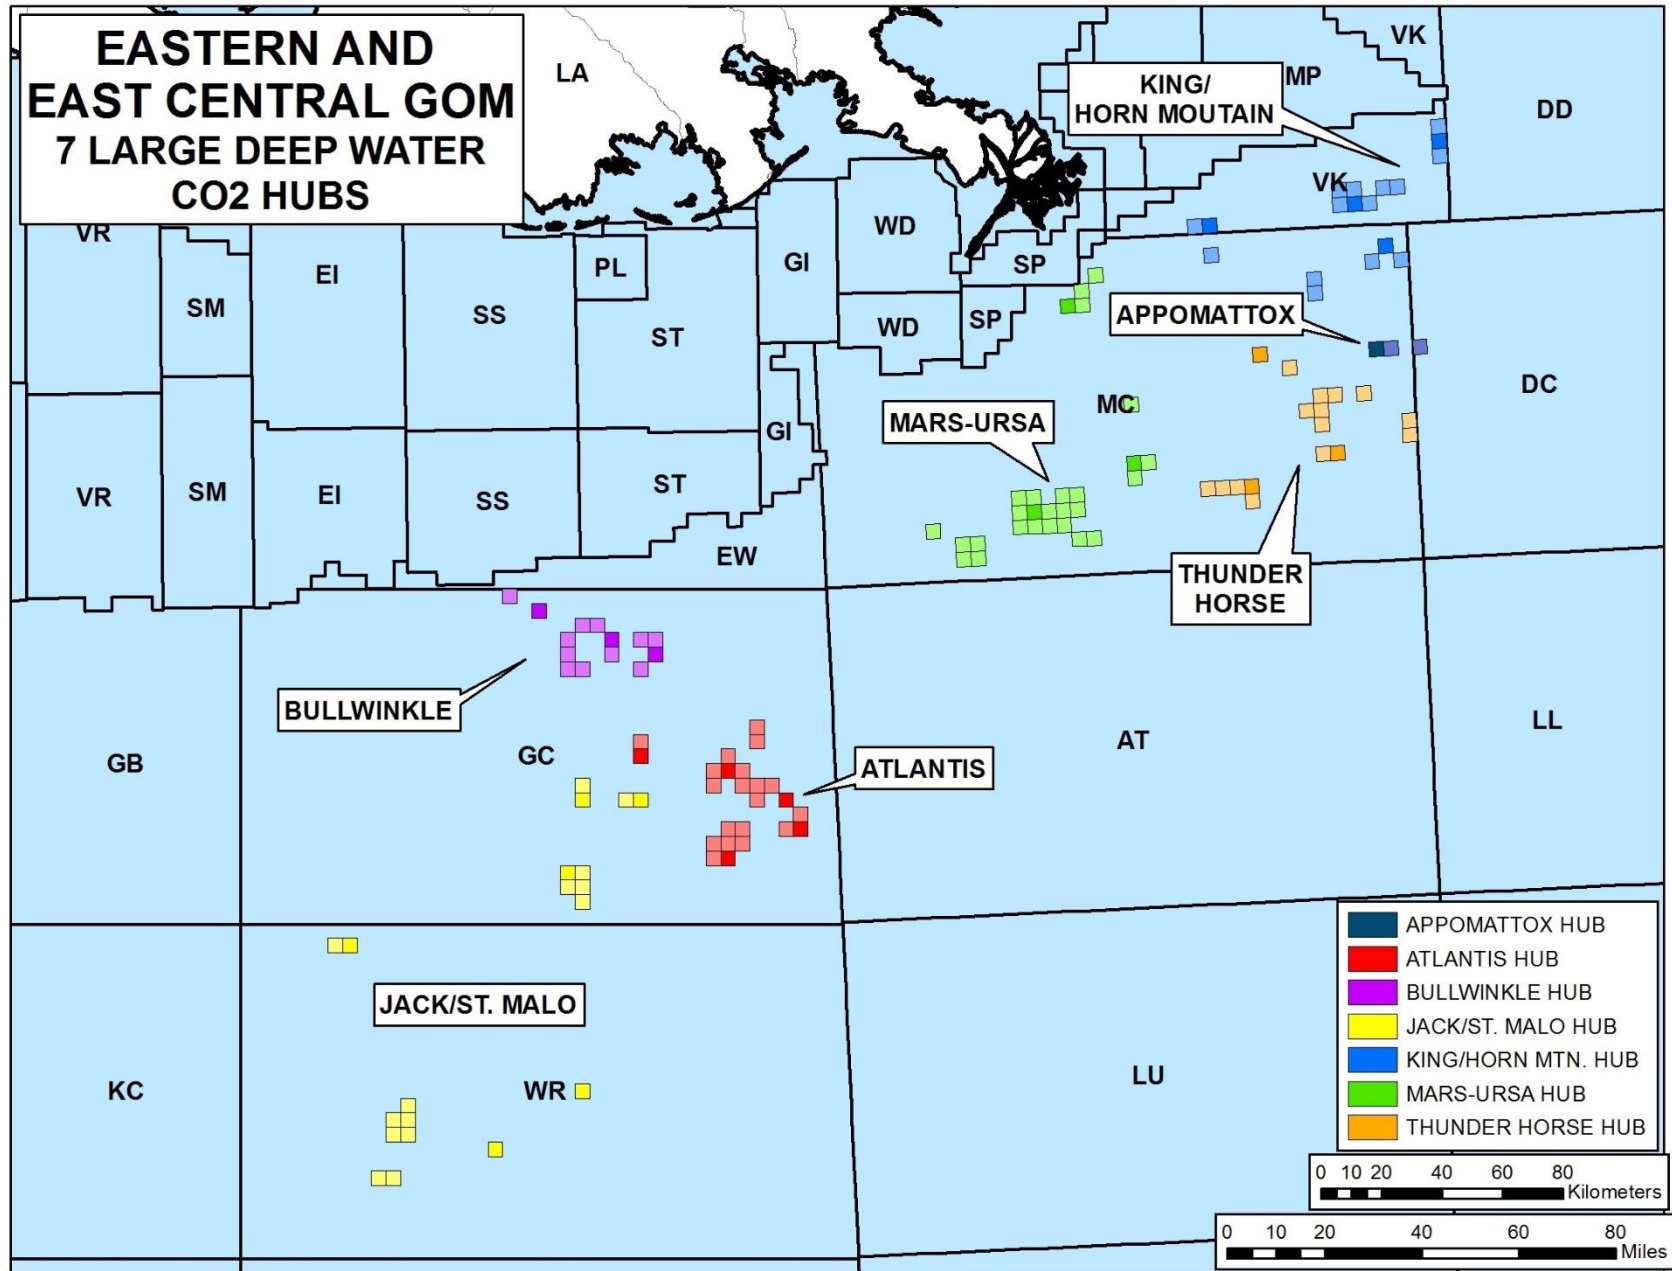 EASTERN AND
EAST CENTRAL GOM
7 LARGE DEEP WATER
CO2 HUBS
LA
VK
MP
KING/
HORN MOUTAIN
DD
VK
VR
SM
EI
SS
PL
ST
GI
WD
SP
WD
SP
APPOMATTOX
DC
MC
MARS-URSA
GI
VR
SM
EI
SS
ST
EW
THUNDER
HORSE
BULLWINKLE
GB
GC
ATLANTIS
AT
LL
JACK/ST. MALO
KC
WR
LU
APPOMATTOX HUB
ATLANTIS HUB
BULLWINKLE HUB
JACK/ST. MALO HUB
KING/HORN MTN. HUB
MARS-URSA HUB
THUNDER HORSE HUB
0 10 20 40 60 80
Kilometers
0 10 20 40 60 80
Miles